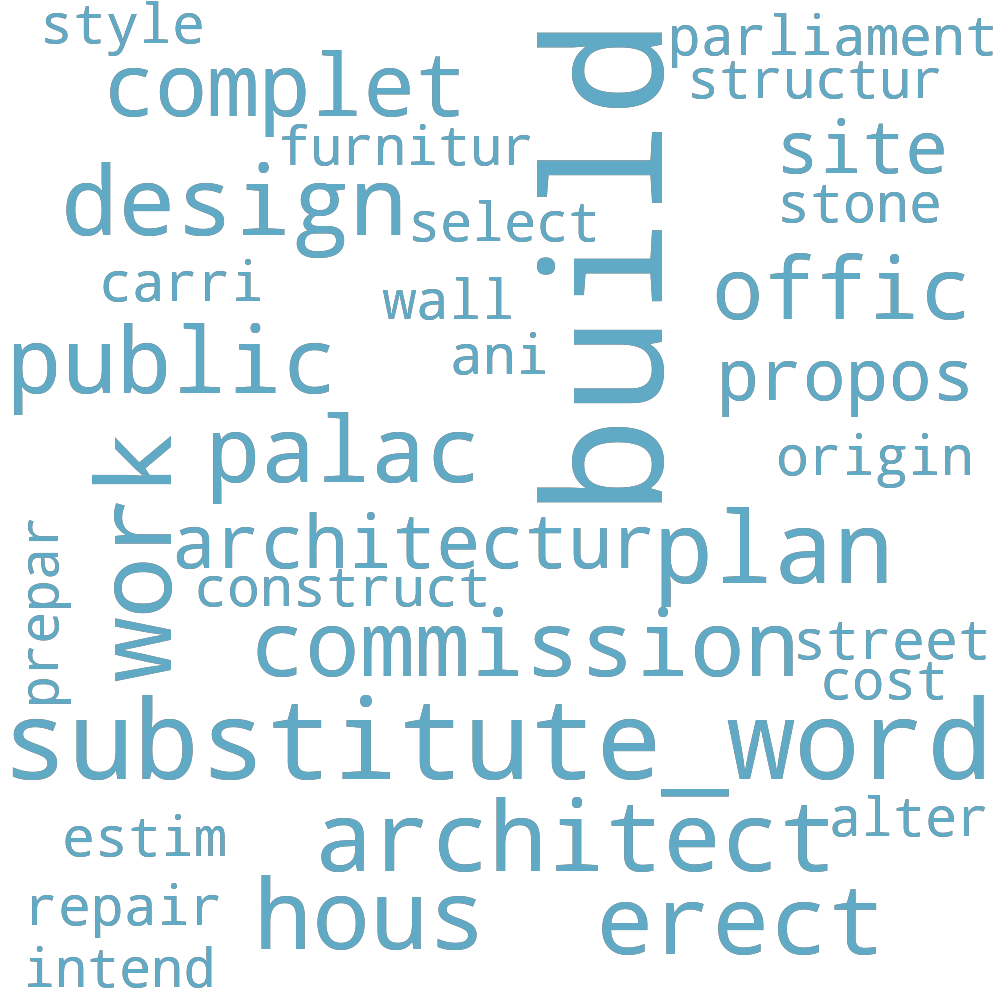 style
parliament
complet
structur
furnitur
site
design
select
stone
carri
wall
offic
public
ani
propos
palac
origin
build
work
architectur
plan
prepar
construct
commission
street
cost
substitute_word
estim
architect
alter
repair
hous
erect
intend